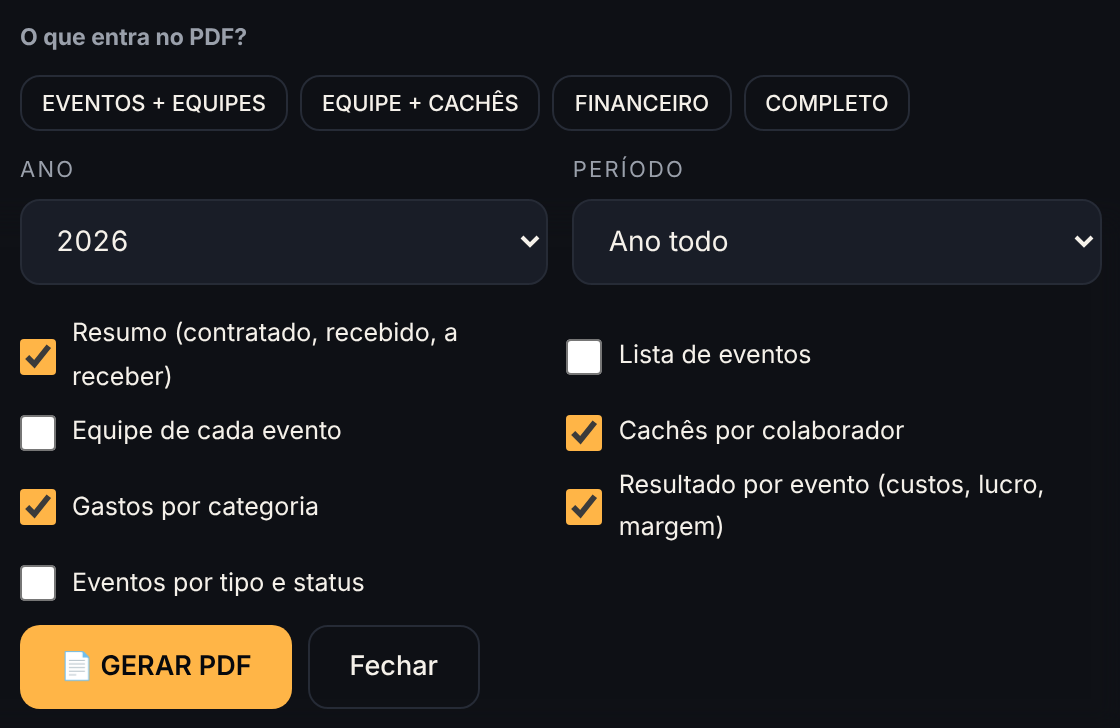 O que entra no PDF?
EVENTOS + EQUIPES EQUIPE + CACHÊS FINANCEIRO COMPLETO
ANO PERÍODO
2026 Ano todo
Resumo (contratado, recebido, a
receber)
Lista de eventos
Equipe de cada evento
Cachês por colaborador
Gastos por categoria
Resultado por evento (custos, lucro,
margem)
Eventos por tipo e status
GERAR PDF Fechar